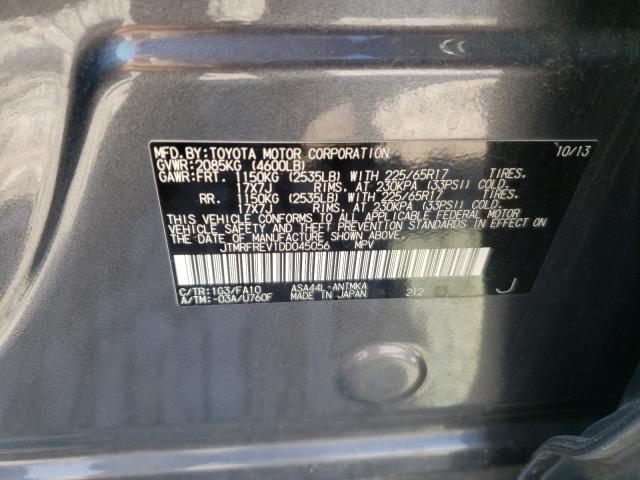 MFD.BY:TOYOTA MOTOR CORPORATION 10/13
GVWR:2085KG (4600LB)
GAWR:FRT. 1150KG (2535LB) WITH 225/65R17 TIRES.
17X7J RIMS. AT 230KPA (33PSI) COLD.
RR. 1150KG (2535LB) WITH 225/65R17 TIRES.
17X7J RIMS. AT 230KPA (33PSI) COLD.
THIS VEHICLE CONFORMS TO ALL APPLICABLE FEDERAL MOTOR
VEHICLE SAFETY AND THEFT PREVENTION STANDARDS IN EFFECT ON
THE DATE OF MANUFACTURE SHOWN ABOVE.
JTMRFREV1DD045056 MPV
C/TR:1G3/FA10 ASA44L-ANTMKA 212 J
A/TM:-03A/U760F MADE IN JAPAN